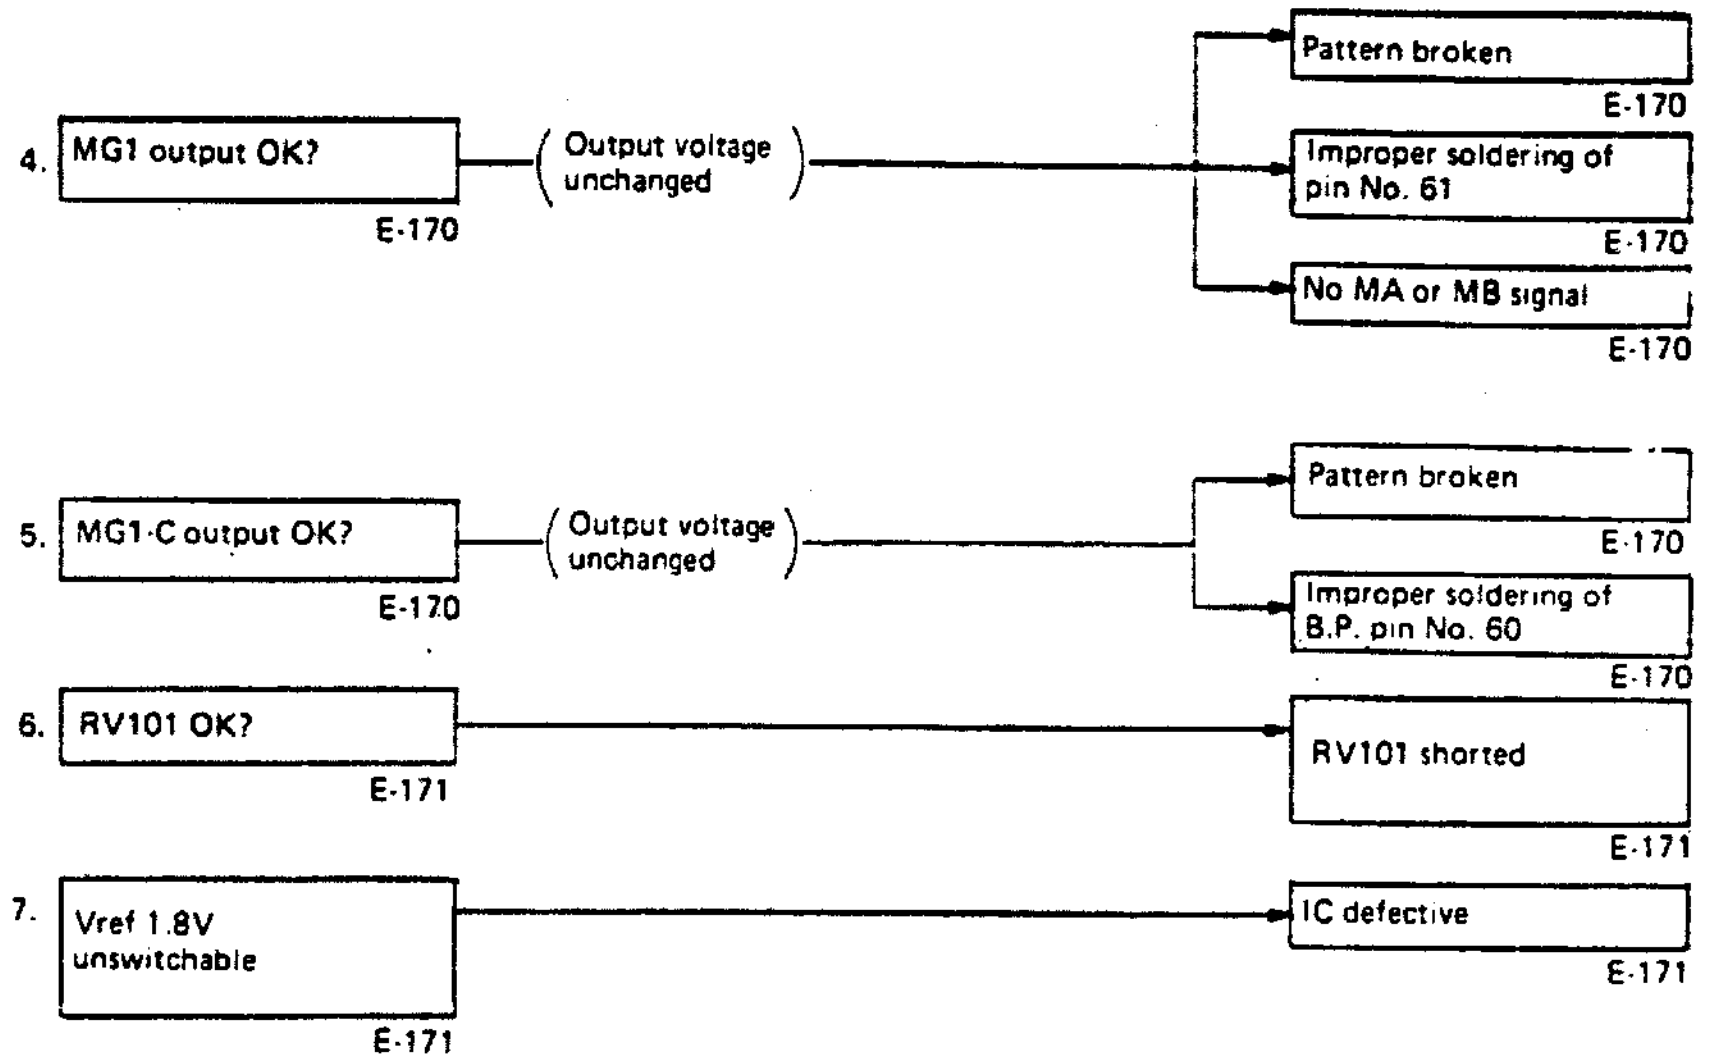 4.
MG1 output OK?
E-170
Output voltage
unchanged
Pattern broken
E-170
Improper soldering of
pin No. 61
E-170
No MA or MB signal
E-170
5.
MG1-C output OK?
E-170
Output voltage
unchanged
Pattern broken
E-170
Improper soldering of
B.P. pin No. 60
E-170
6.
RV101 OK?
E-171
RV101 shorted
E-171
7.
Vref 1.8V
unswitchable
E-171
IC defective
E-171